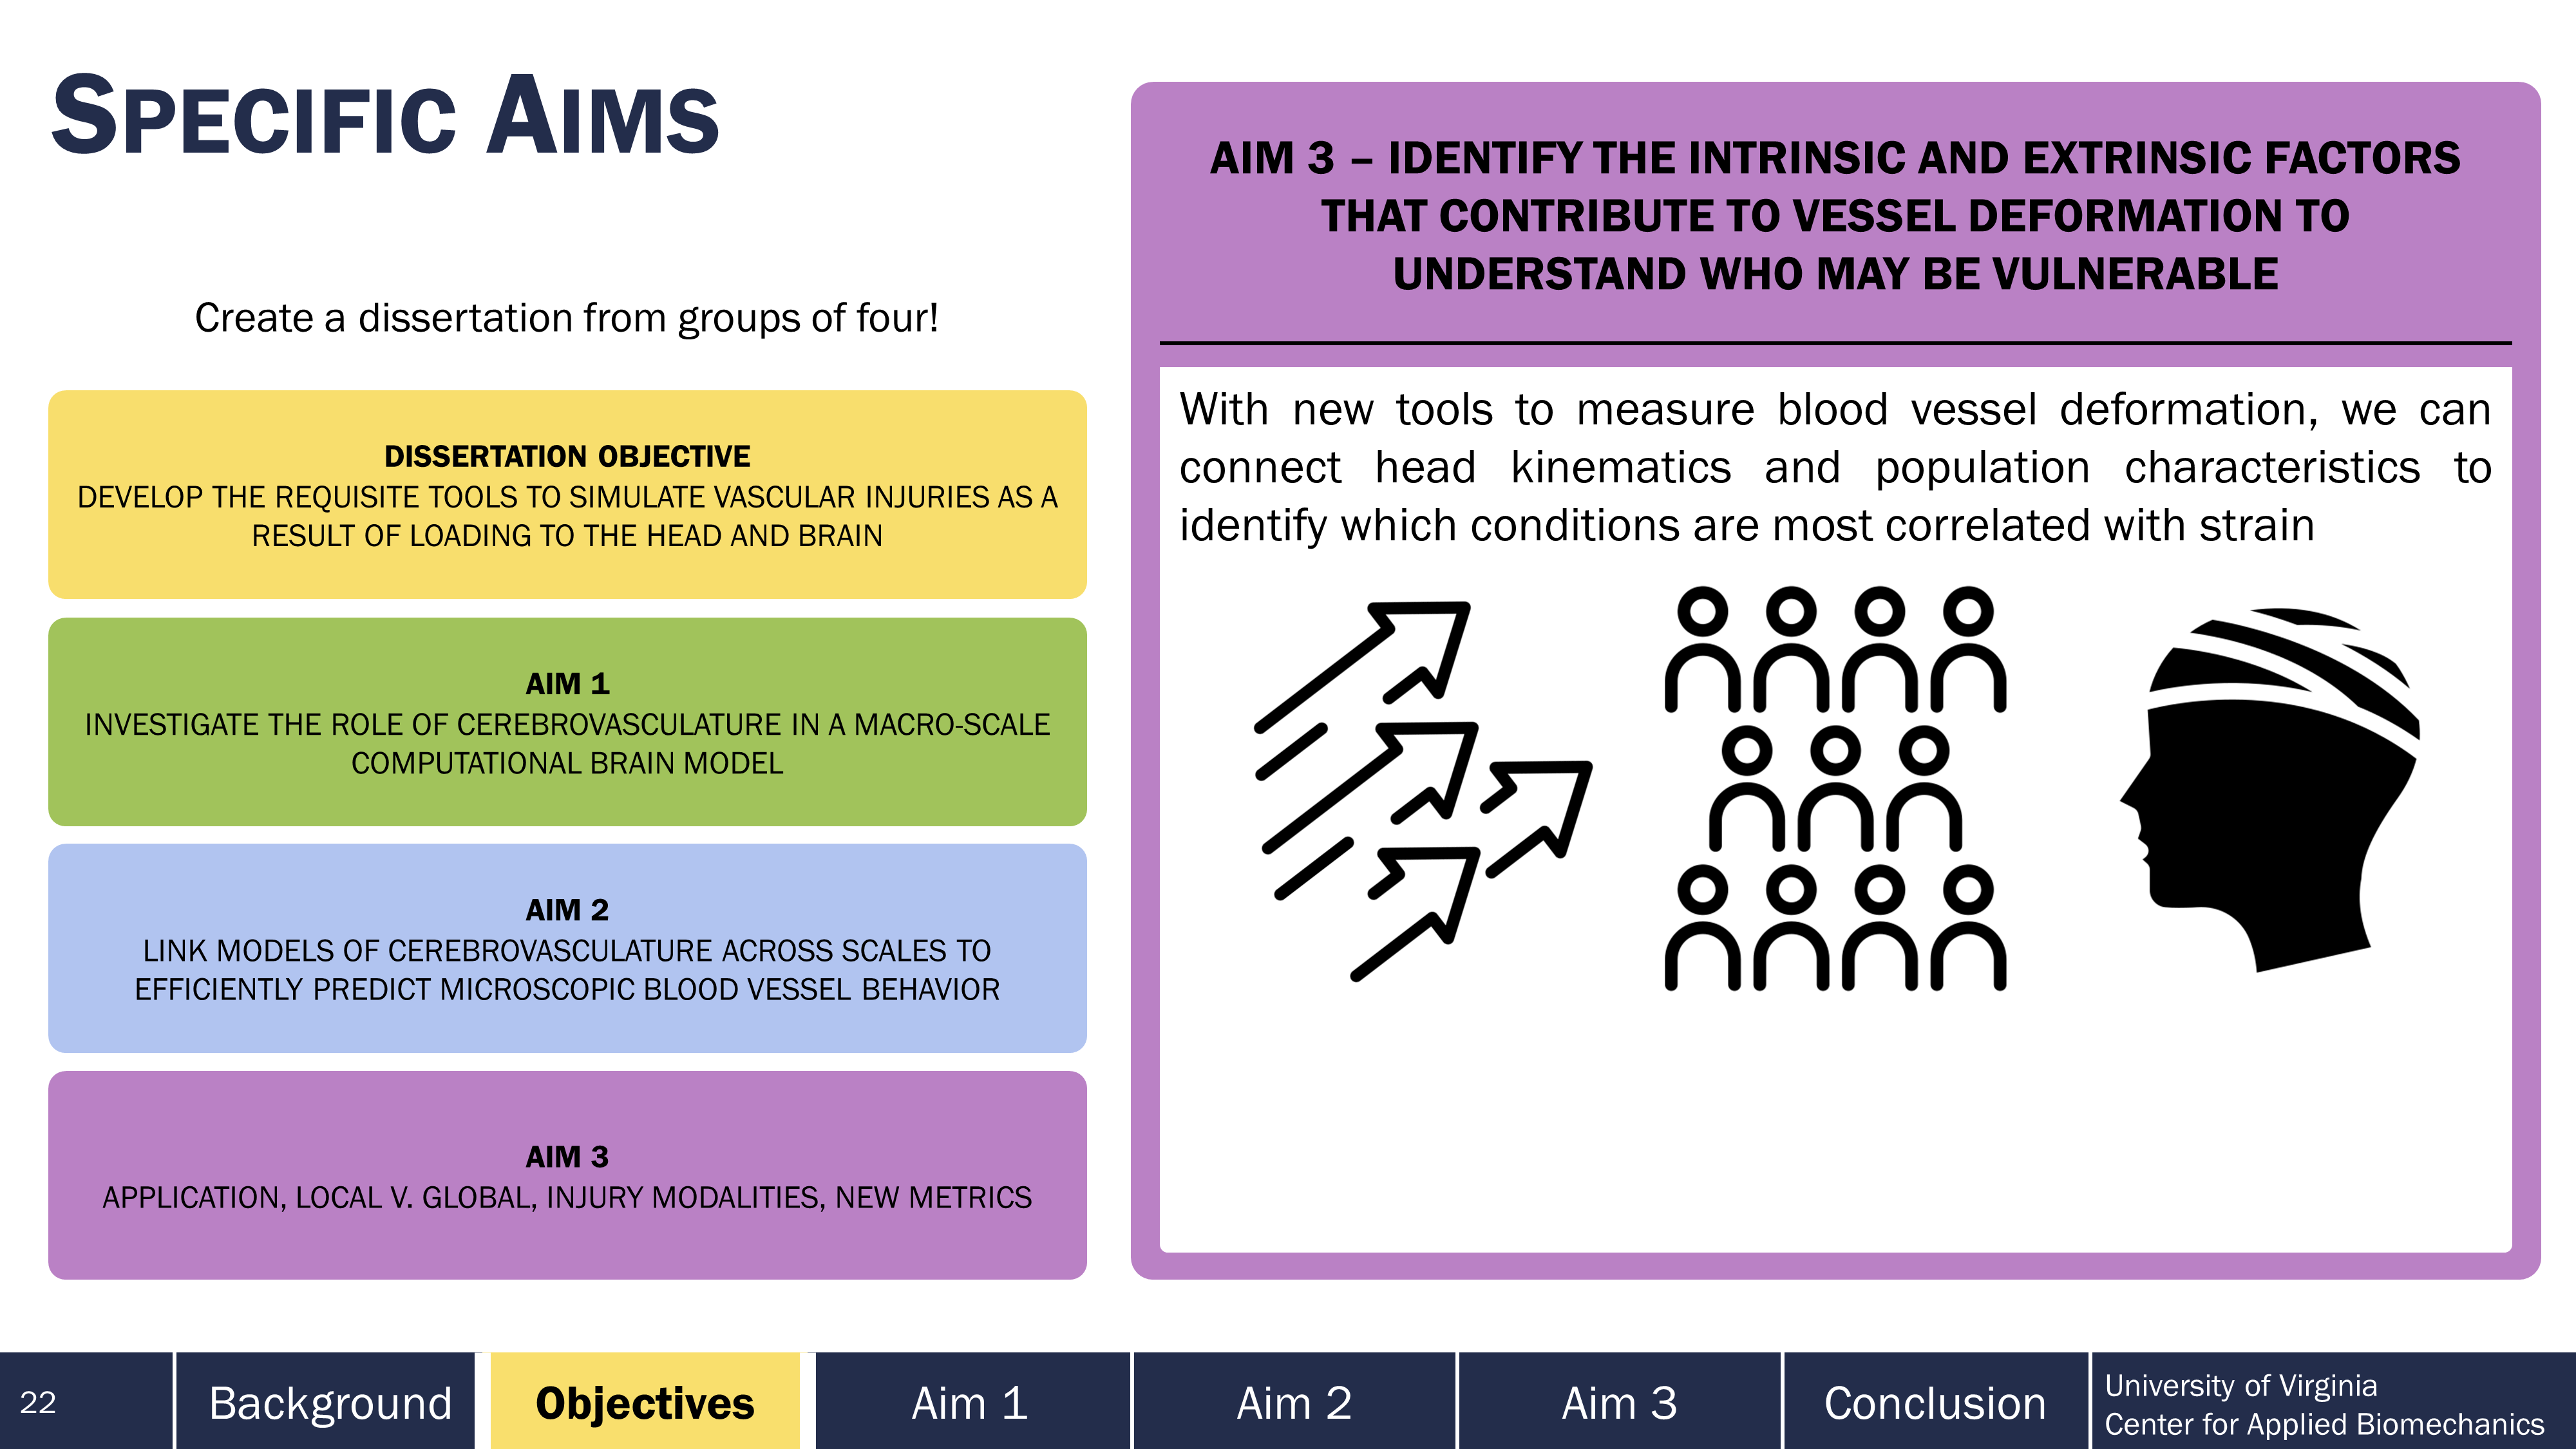 SPECIFIC AIMS
Create a dissertation from groups of four!
DISSERTATION OBJECTIVE
DEVELOP THE REQUISITE TOOLS TO SIMULATE VASCULAR INJURIES AS A
RESULT OF LOADING TO THE HEAD AND BRAIN
AIM 1
INVESTIGATE THE ROLE OF CEREBROVASCULATURE IN A MACRO-SCALE
COMPUTATIONAL BRAIN MODEL
AIM 2
LINK MODELS OF CEREBROVASCULATURE ACROSS SCALES TO
EFFICIENTLY PREDICT MICROSCOPIC BLOOD VESSEL BEHAVIOR
AIM 3
APPLICATION, LOCAL V. GLOBAL, INJURY MODALITIES, NEW METRICS
AIM 3 – IDENTIFY THE INTRINSIC AND EXTRINSIC FACTORS
THAT CONTRIBUTE TO VESSEL DEFORMATION TO
UNDERSTAND WHO MAY BE VULNERABLE
With new tools to measure blood vessel deformation, we can
connect head kinematics and population characteristics to
identify which conditions are most correlated with strain
22
Background
Objectives
Aim 1
Aim 2
Aim 3
Conclusion
University of Virginia
Center for Applied Biomechanics